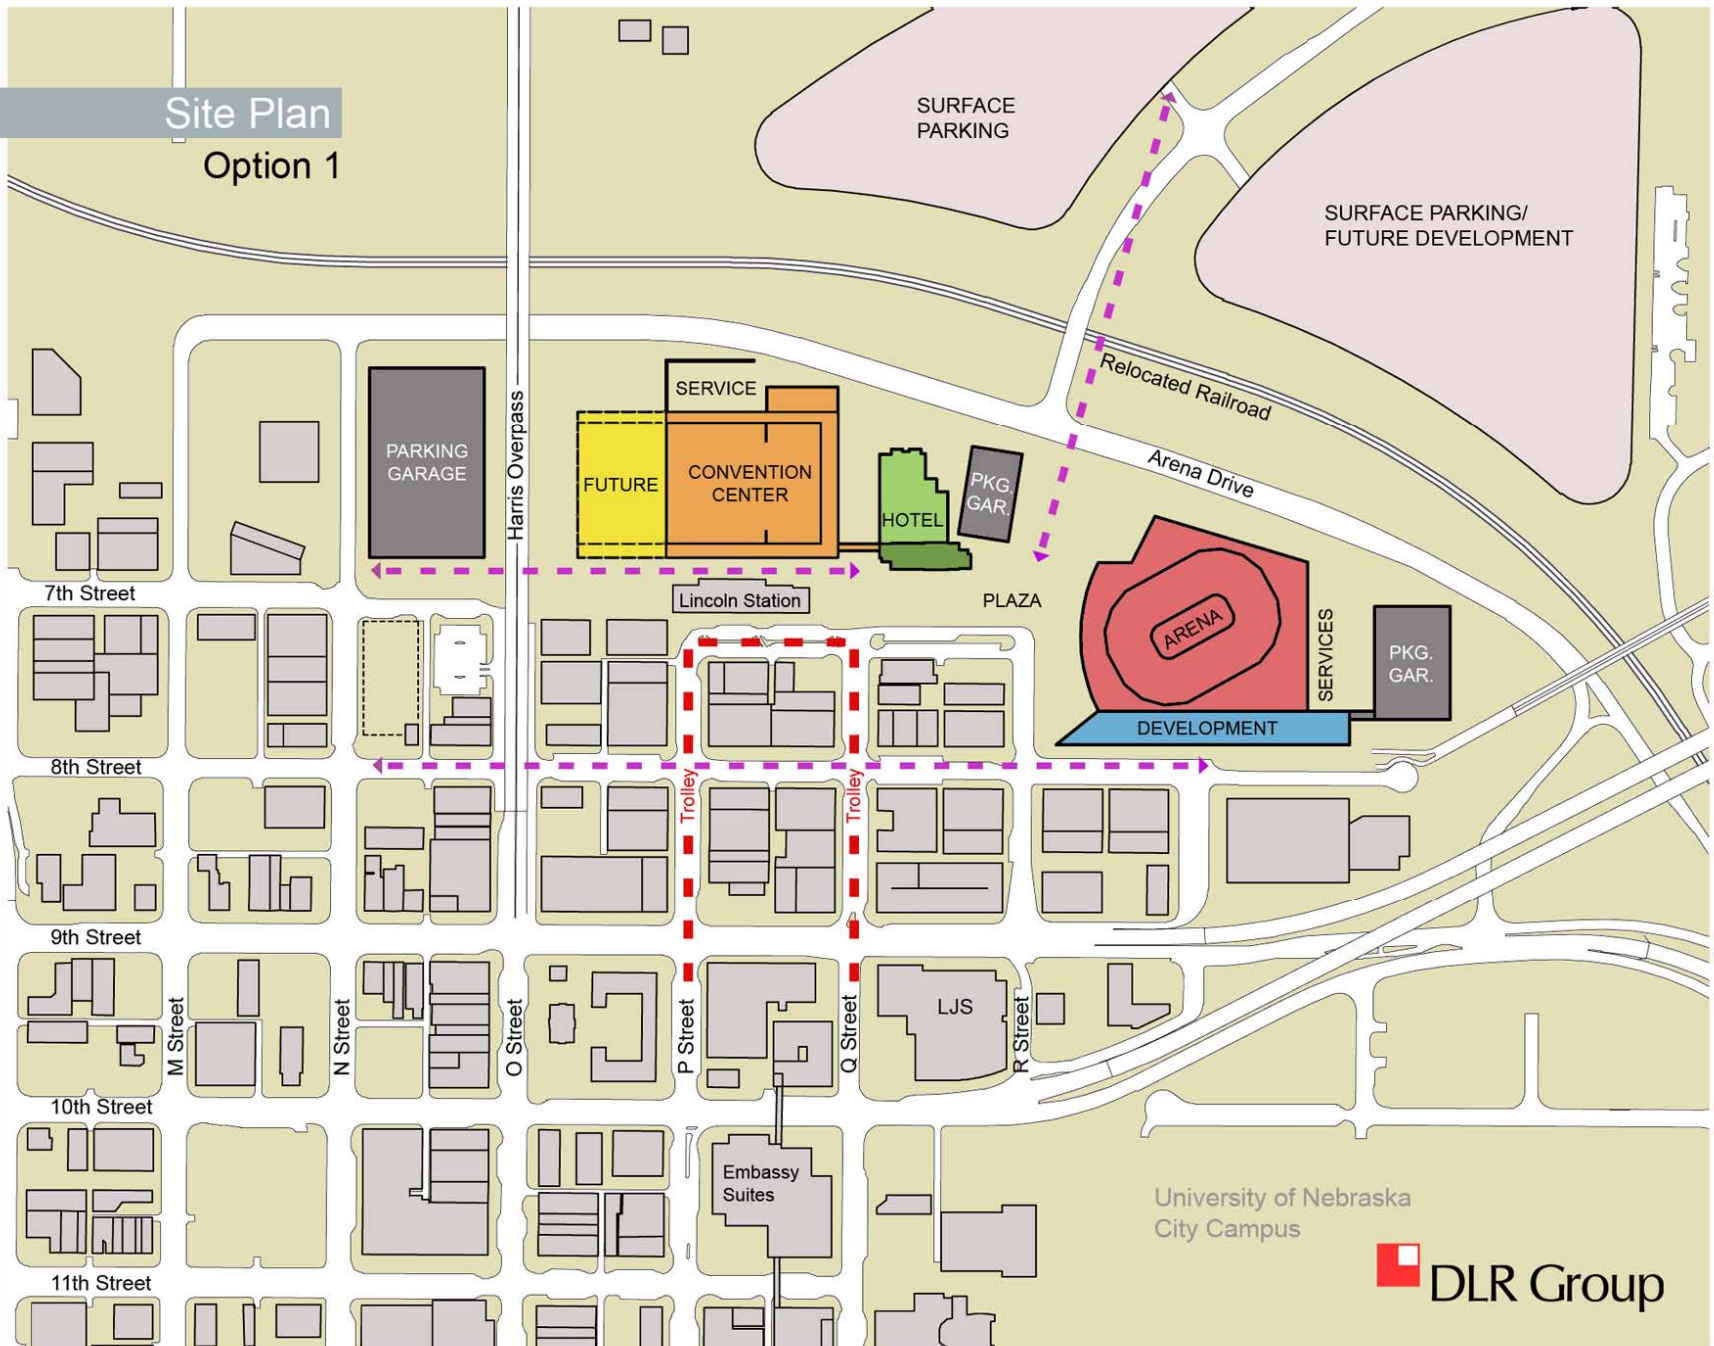 Site Plan
Option 1
SURFACE
PARKING
SURFACE PARKING/
FUTURE DEVELOPMENT
Relocated Railroad
Arena Drive
Harris Overpass
PARKING
GARAGE
SERVICE
FUTURE
CONVENTION
CENTER
HOTEL
PKG.
GAR.
Lincoln Station
PLAZA
ARENA
SERVICES
PKG.
GAR.
DEVELOPMENT
7th Street
8th Street
Trolley
Trolley
9th Street
M Street
N Street
O Street
P Street
Q Street
LJS
R Street
10th Street
Embassy
Suites
University of Nebraska
City Campus
11th Street
DLR Group